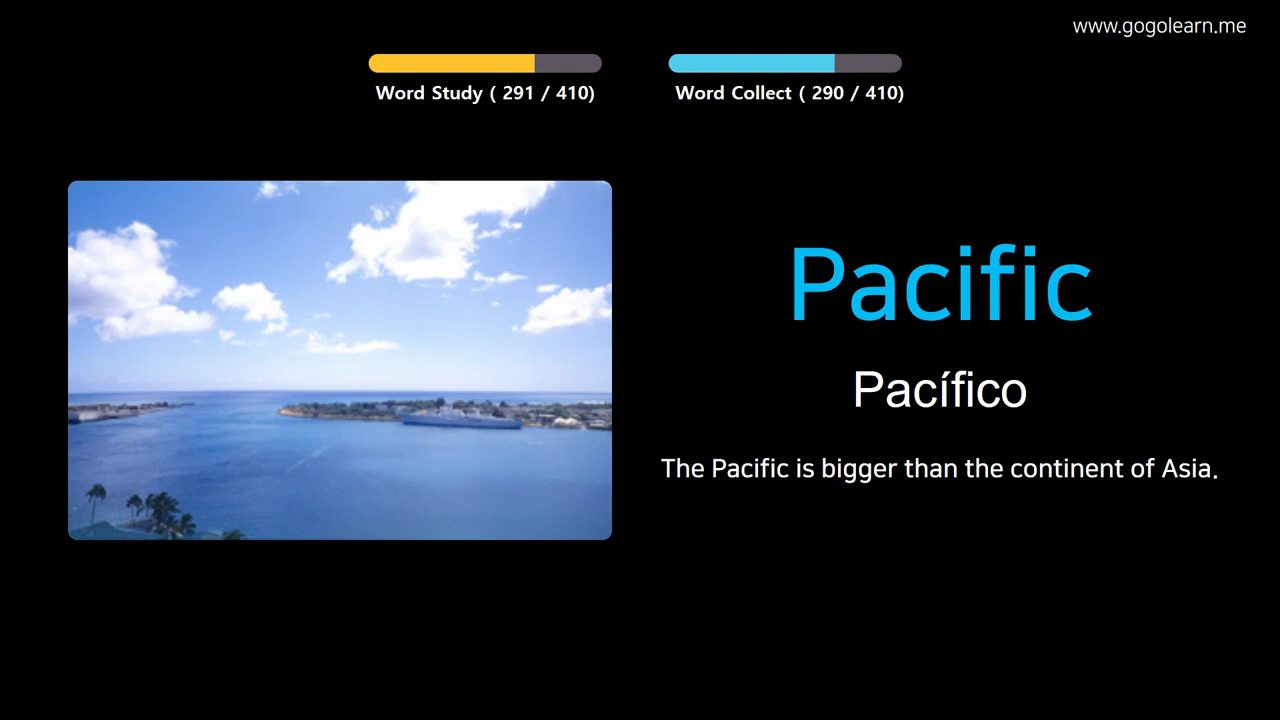 www.gogolearn.me
Word Study ( 291 / 410)
Word Collect ( 290 / 410)
Pacific
Pacífico
The Pacific is bigger than the continent of Asia.